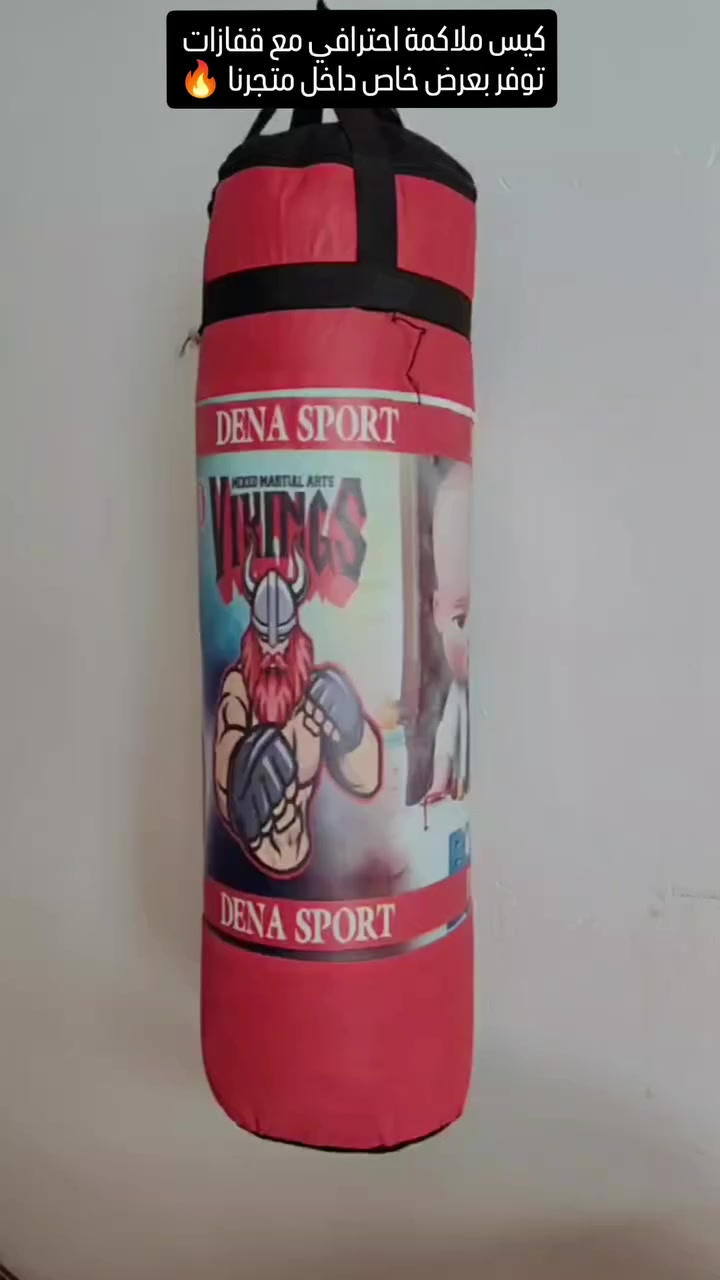 كيس ملاكمة احترافي مع قفازات
توفر بعرض خاص داخل متجرنا 🔥
DENA SPORT
MIXED MARTIAL ARTS
VIKINGS
DENA SPORT